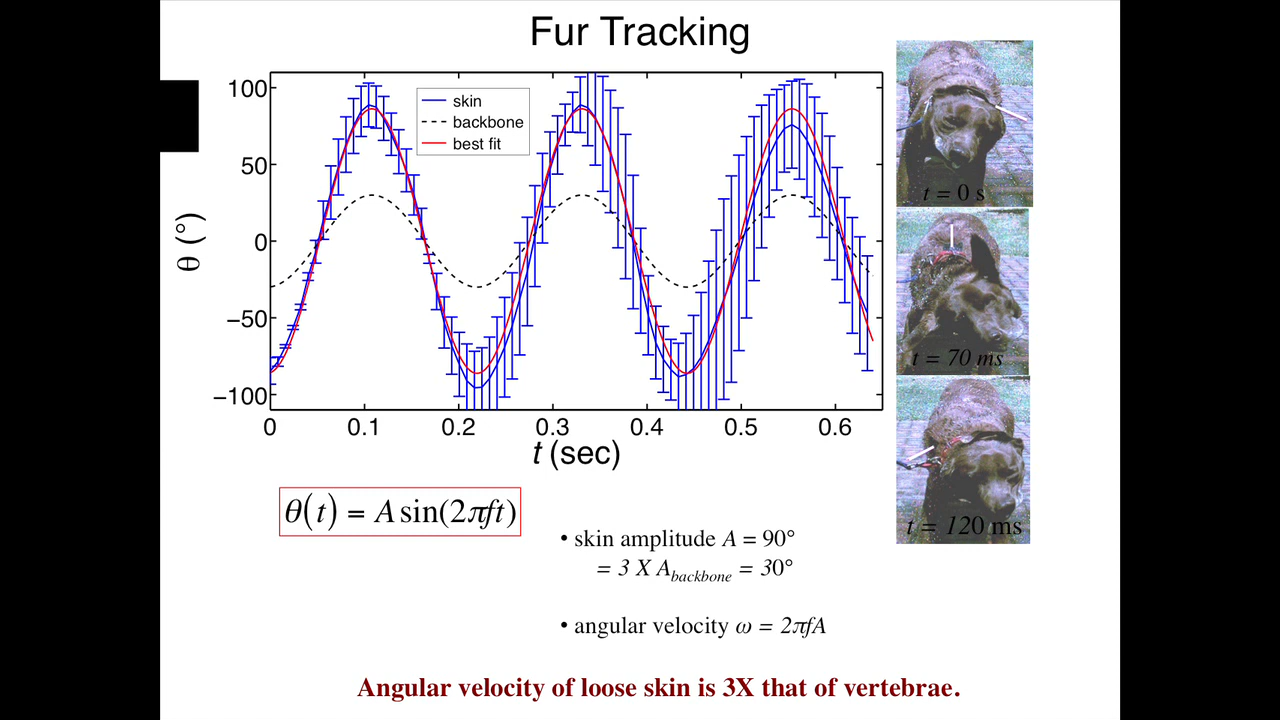 Fur Tracking
100
50
0
−50
−100
θ (°)
skin
backbone
best fit
0 0.1 0.2 0.3 0.4 0.5 0.6
t (sec)
t = 0 s
t = 70 ms
t = 120 ms
θ(t) = A sin(2πft)
• skin amplitude A = 90°
= 3 X Abackbone = 30°
• angular velocity ω = 2πfA
Angular velocity of loose skin is 3X that of vertebrae.